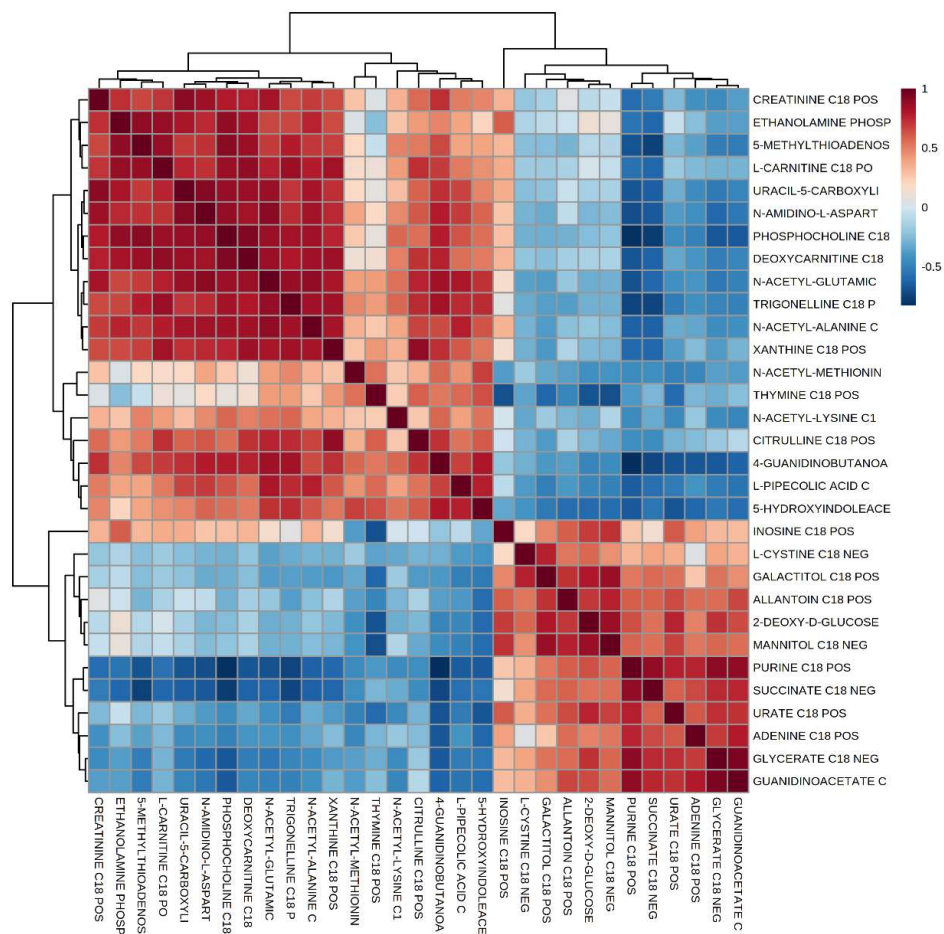 CREATININE C18 POS
ETHANOLAMINE PHOSP
5-METHYLTHIOADENOS
L-CARNITINE C18 PO
URACIL-5-CARBOXYLI
N-AMIDINO-L-ASPART
PHOSPHOCHOLINE C18
DEOXYCARNITINE C18
N-ACETYL-GLUTAMIC
TRIGONELLINE C18 P
N-ACETYL-ALANINE C
XANTHINE C18 POS
N-ACETYL-METHIONIN
THYMINE C18 POS
N-ACETYL-LYSINE C1
CITRULLINE C18 POS
4-GUANIDINOBUTANOA
L-PIPECOLIC ACID C
5-HYDROXYINDOLEACE
INOSINE C18 POS
L-CYSTINE C18 NEG
GALACTITOL C18 POS
ALLANTOIN C18 POS
2-DEOXY-D-GLUCOSE
MANNITOL C18 NEG
PURINE C18 POS
SUCCINATE C18 NEG
URATE C18 POS
ADENINE C18 POS
GLYCERATE C18 NEG
GUANIDINOACETATE C
1
0.5
0
-0.5
CREATININE C18 POS
ETHANOLAMINE PHOSP
5-METHYLTHIOADENOS
L-CARNITINE C18 PO
URACIL-5-CARBOXYLI
N-AMIDINO-L-ASPART
PHOSPHOCHOLINE C18
DEOXYCARNITINE C18
N-ACETYL-GLUTAMIC
TRIGONELLINE C18 P
N-ACETYL-ALANINE C
XANTHINE C18 POS
N-ACETYL-METHIONIN
THYMINE C18 POS
N-ACETYL-LYSINE C1
CITRULLINE C18 POS
4-GUANIDINOBUTANOA
L-PIPECOLIC ACID C
5-HYDROXYINDOLEACE
INOSINE C18 POS
L-CYSTINE C18 NEG
GALACTITOL C18 POS
ALLANTOIN C18 POS
2-DEOXY-D-GLUCOSE
MANNITOL C18 NEG
PURINE C18 POS
SUCCINATE C18 NEG
URATE C18 POS
ADENINE C18 POS
GLYCERATE C18 NEG
GUANIDINOACETATE C